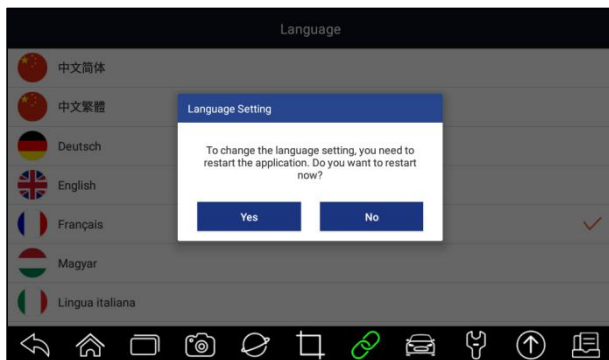 Language
中文简体
中文繁體
Language Setting
Deutsch
To change the language setting, you need to
restart the application. Do you want to restart
now?
English
Yes
No
Français
Magyar
Lingua italiana